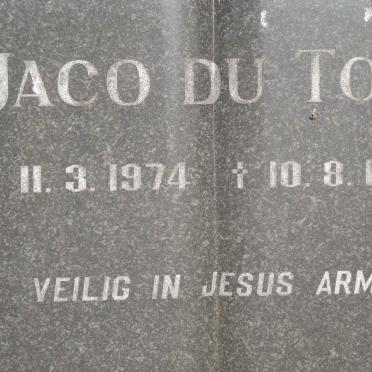 JACO DU TO
11. 3. 1974 † 10. 8. 1
VEILIG IN JESUS ARM